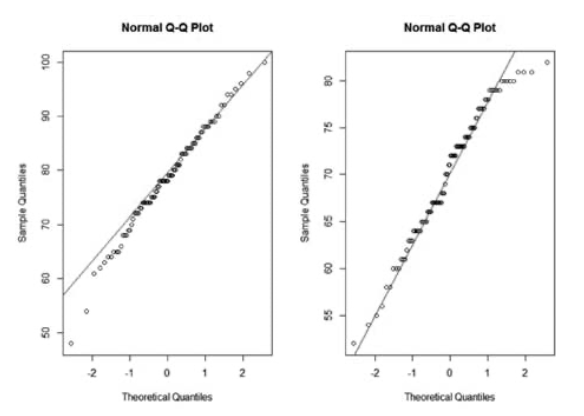 Normal Q-Q Plot
Sample Quantiles
100
90
80
70
60
50
-2 -1 0 1 2
Theoretical Quantiles
Normal Q-Q Plot
Sample Quantiles
80
75
70
65
60
55
-2 -1 0 1 2
Theoretical Quantiles